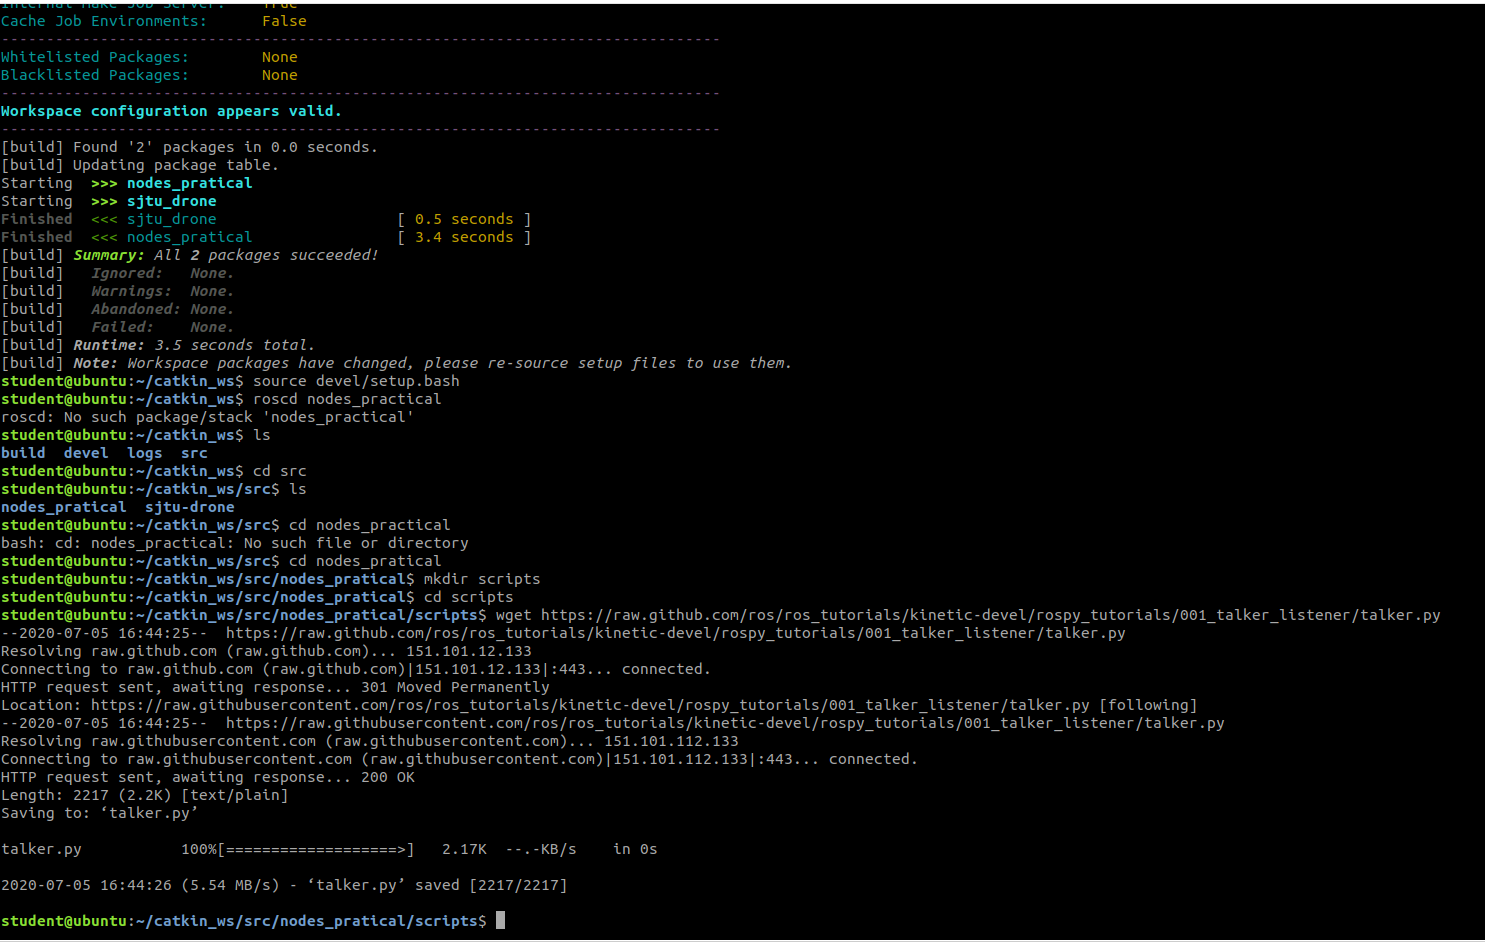 Internal Make Job Server: True
Cache Job Environments: False
--------------------------------------------------------------------------------
Whitelisted Packages: None
Blacklisted Packages: None
--------------------------------------------------------------------------------
Workspace configuration appears valid.
--------------------------------------------------------------------------------
[build] Found '2' packages in 0.0 seconds.
[build] Updating package table.
Starting  >>> nodes_pratical
Starting  >>> sjtu_drone
Finished  <<< sjtu_drone                    [ 0.5 seconds ]
Finished  <<< nodes_pratical                [ 3.4 seconds ]
[build] Summary: All 2 packages succeeded!
[build]   Ignored:   None.
[build]   Warnings:  None.
[build]   Abandoned: None.
[build]   Failed:    None.
[build] Runtime: 3.5 seconds total.
[build] Note: Workspace packages have changed, please re-source setup files to use them.
student@ubuntu:~/catkin_ws$ source devel/setup.bash
student@ubuntu:~/catkin_ws$ roscd nodes_practical
roscd: No such package/stack 'nodes_practical'
student@ubuntu:~/catkin_ws$ ls
build  devel  logs  src
student@ubuntu:~/catkin_ws$ cd src
student@ubuntu:~/catkin_ws/src$ ls
nodes_pratical  sjtu-drone
student@ubuntu:~/catkin_ws/src$ cd nodes_practical
bash: cd: nodes_practical: No such file or directory
student@ubuntu:~/catkin_ws/src$ cd nodes_pratical
student@ubuntu:~/catkin_ws/src/nodes_pratical$ mkdir scripts
student@ubuntu:~/catkin_ws/src/nodes_pratical$ cd scripts
student@ubuntu:~/catkin_ws/src/nodes_pratical/scripts$ wget https://raw.github.com/ros/ros_tutorials/kinetic-devel/rospy_tutorials/001_talker_listener/talker.py
--2020-07-05 16:44:25--  https://raw.github.com/ros/ros_tutorials/kinetic-devel/rospy_tutorials/001_talker_listener/talker.py
Resolving raw.github.com (raw.github.com)... 151.101.12.133
Connecting to raw.github.com (raw.github.com)|151.101.12.133|:443... connected.
HTTP request sent, awaiting response... 301 Moved Permanently
Location: https://raw.githubusercontent.com/ros/ros_tutorials/kinetic-devel/rospy_tutorials/001_talker_listener/talker.py [following]
--2020-07-05 16:44:25--  https://raw.githubusercontent.com/ros/ros_tutorials/kinetic-devel/rospy_tutorials/001_talker_listener/talker.py
Resolving raw.githubusercontent.com (raw.githubusercontent.com)... 151.101.112.133
Connecting to raw.githubusercontent.com (raw.githubusercontent.com)|151.101.112.133|:443... connected.
HTTP request sent, awaiting response... 200 OK
Length: 2217 (2.2K) [text/plain]
Saving to: ‘talker.py’
talker.py           100%[===================>]   2.17K  --.-KB/s    in 0s
2020-07-05 16:44:26 (5.54 MB/s) - ‘talker.py’ saved [2217/2217]
student@ubuntu:~/catkin_ws/src/nodes_pratical/scripts$